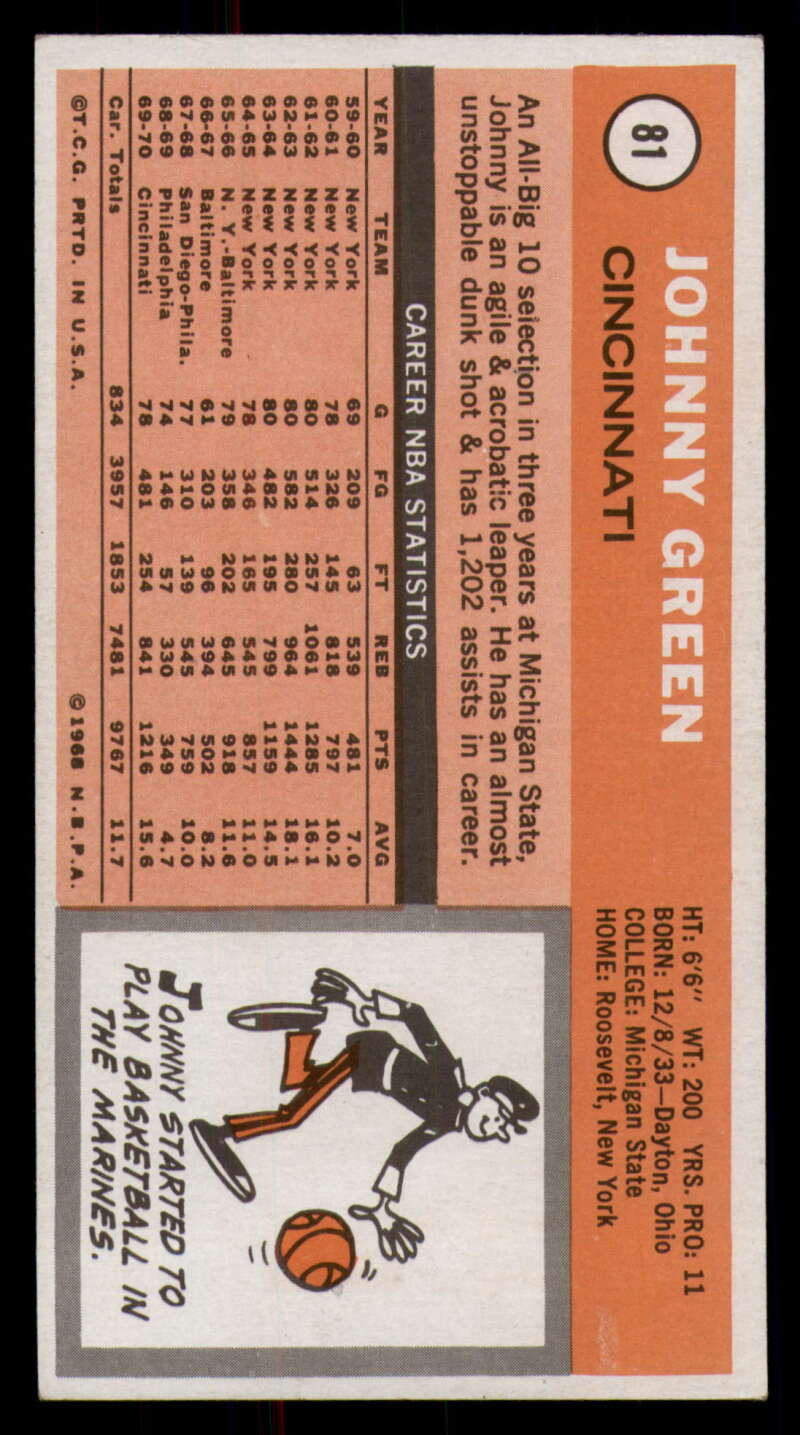 81
JOHNNY GREEN
CINCINNATI
HT: 6'6" WT: 200 YRS. PRO: 11
BORN: 12/8/33—Dayton, Ohio
COLLEGE: Michigan State
HOME: Roosevelt, New York
An All-Big 10 selection in three years at Michigan State,
Johnny is an agile & acrobatic leaper. He has an almost
unstoppable dunk shot & has 1,202 assists in career.
CAREER NBA STATISTICS
YEAR TEAM G FG FT REB PTS AVG
59-60 New York 69 209 63 539 481 7.0
60-61 New York 78 326 145 818 797 10.2
61-62 New York 80 514 257 1061 1285 16.1
62-63 New York 80 582 280 964 1444 18.1
63-64 New York 80 482 195 799 1159 14.5
64-65 New York 78 346 165 545 857 11.0
65-66 N. Y.-Baltimore 79 358 202 645 918 11.6
66-67 Baltimore 61 203 96 394 502 8.2
67-68 San Diego-Phila. 77 310 139 545 759 10.0
68-69 Philadelphia 74 146 57 330 349 4.7
69-70 Cincinnati 78 481 254 841 1216 15.6
Car. Totals 834 3957 1853 7481 9767 11.7
©T.C.G. PRTD. IN U.S.A. ©1968 N.B.P.A.
JOHNNY STARTED TO
PLAY BASKETBALL IN
THE MARINES.